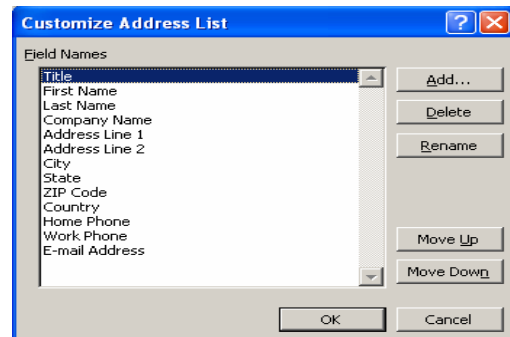 Customize Address List
Field Names
Title
First Name
Last Name
Company Name
Address Line 1
Address Line 2
City
State
ZIP Code
Country
Home Phone
Work Phone
E-mail Address
Add...
Delete
Rename
Move Up
Move Down
OK
Cancel